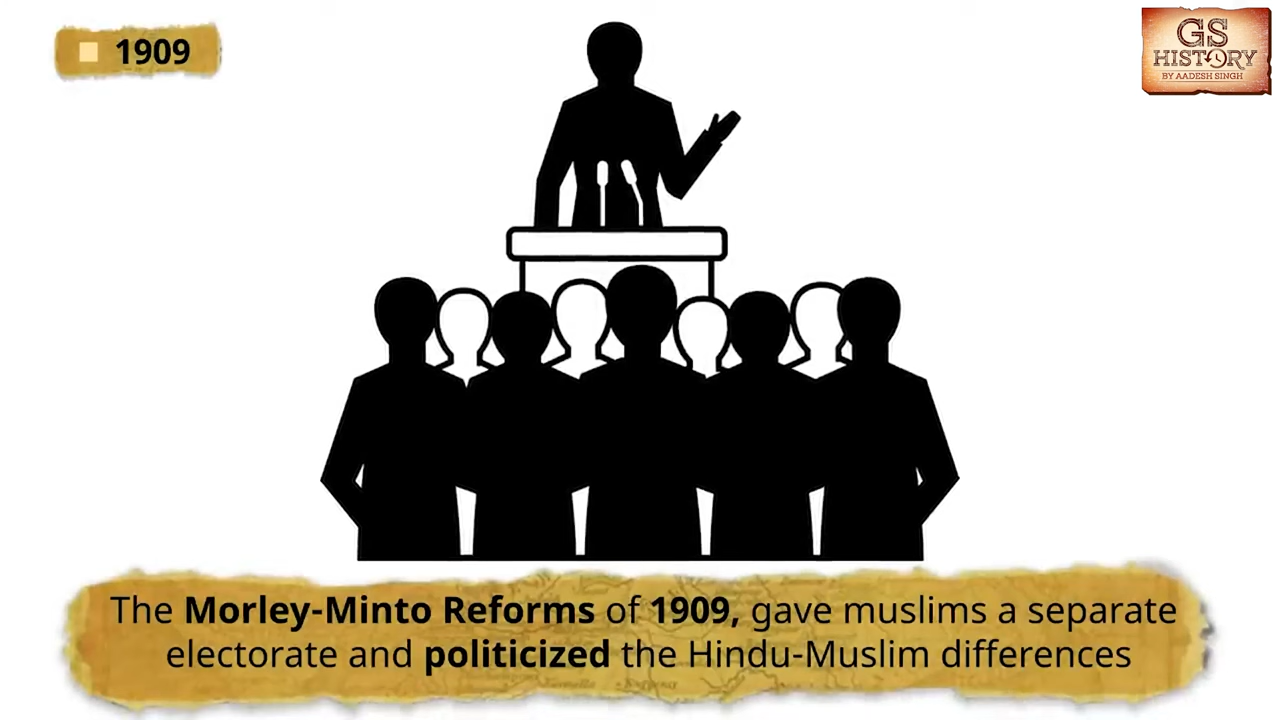 1909
GS
HISTORY
BY AADESH SINGH
The Morley-Minto Reforms of 1909, gave muslims a separate
electorate and politicized the Hindu-Muslim differences